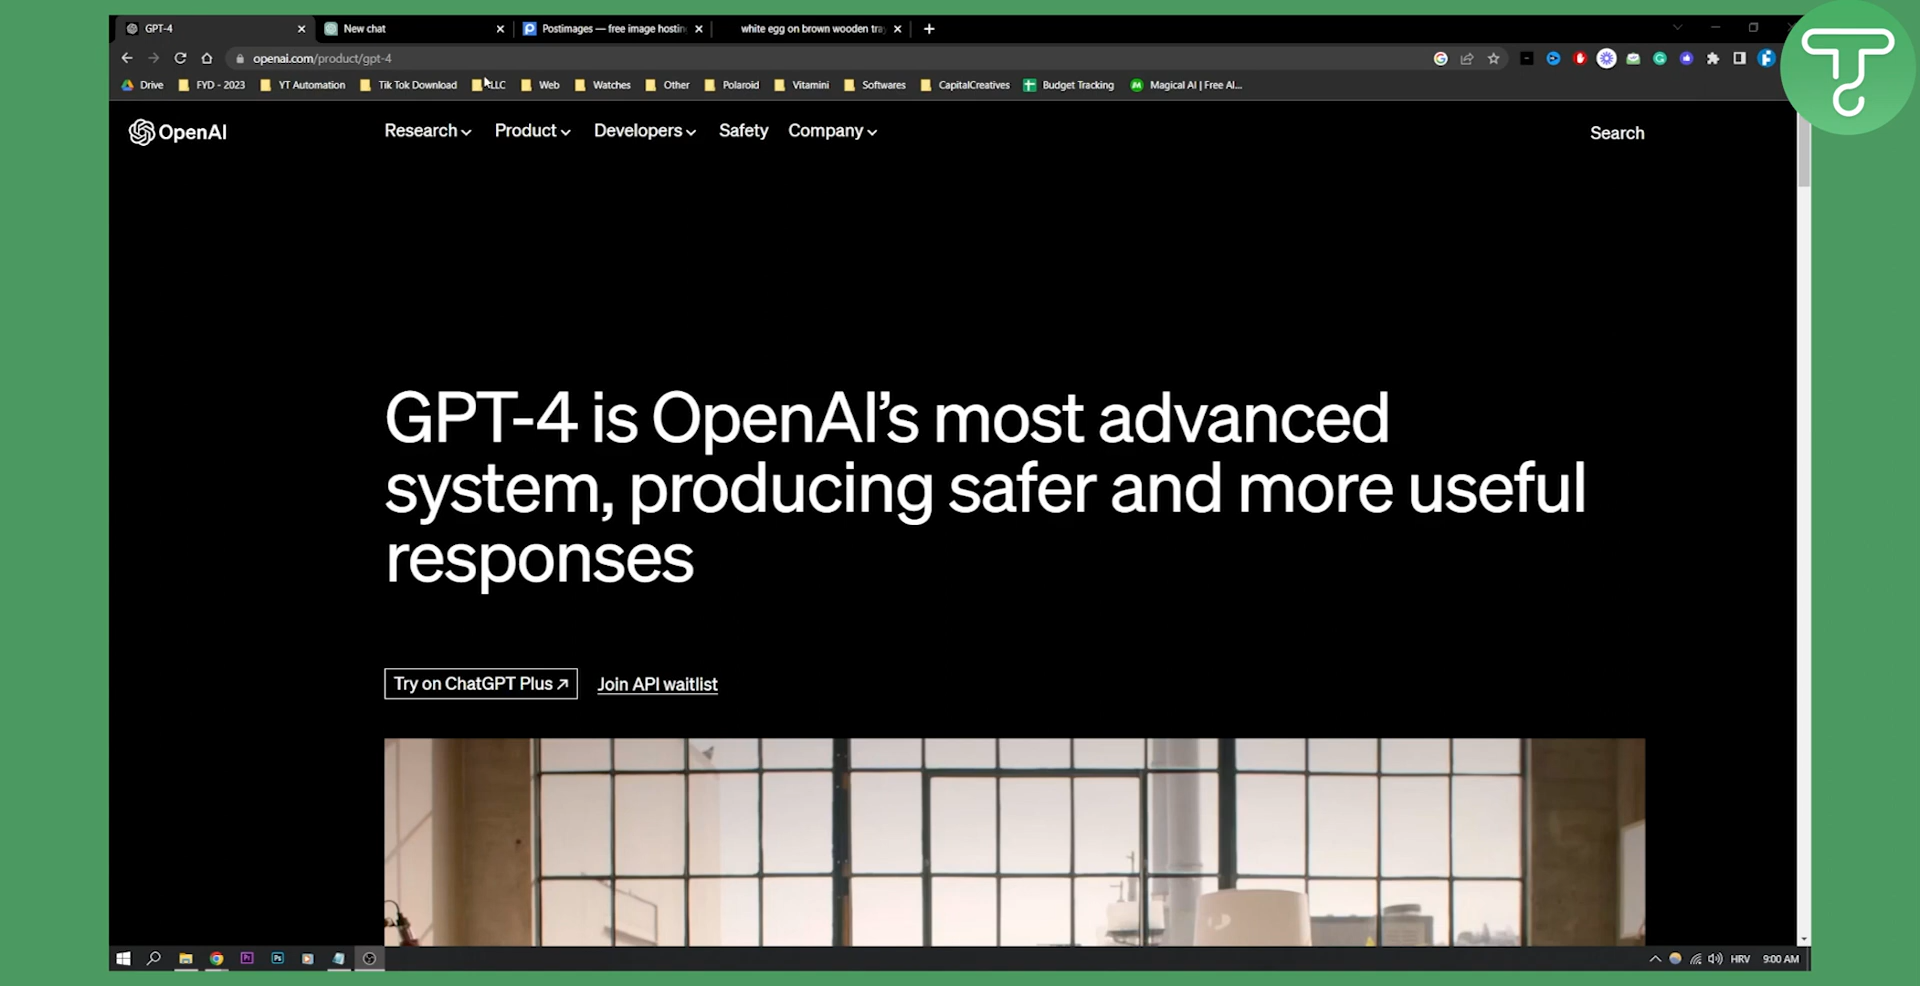 GPT-4
New chat
Postimages — free image hostin
white egg on brown wooden tra
openai.com/product/gpt-4
Drive FYD - 2023 YT Automation Tik Tok Download LLC Web Watches Other Polaroid Vitamini Softwares CapitalCreatives Budget Tracking Magical AI | Free AI...
OpenAI
Research Product Developers Safety Company Search
GPT-4 is OpenAI's most advanced
system, producing safer and more useful
responses
Try on ChatGPT Plus ↗ Join API waitlist
Pr Ps
HRV 9:00 AM